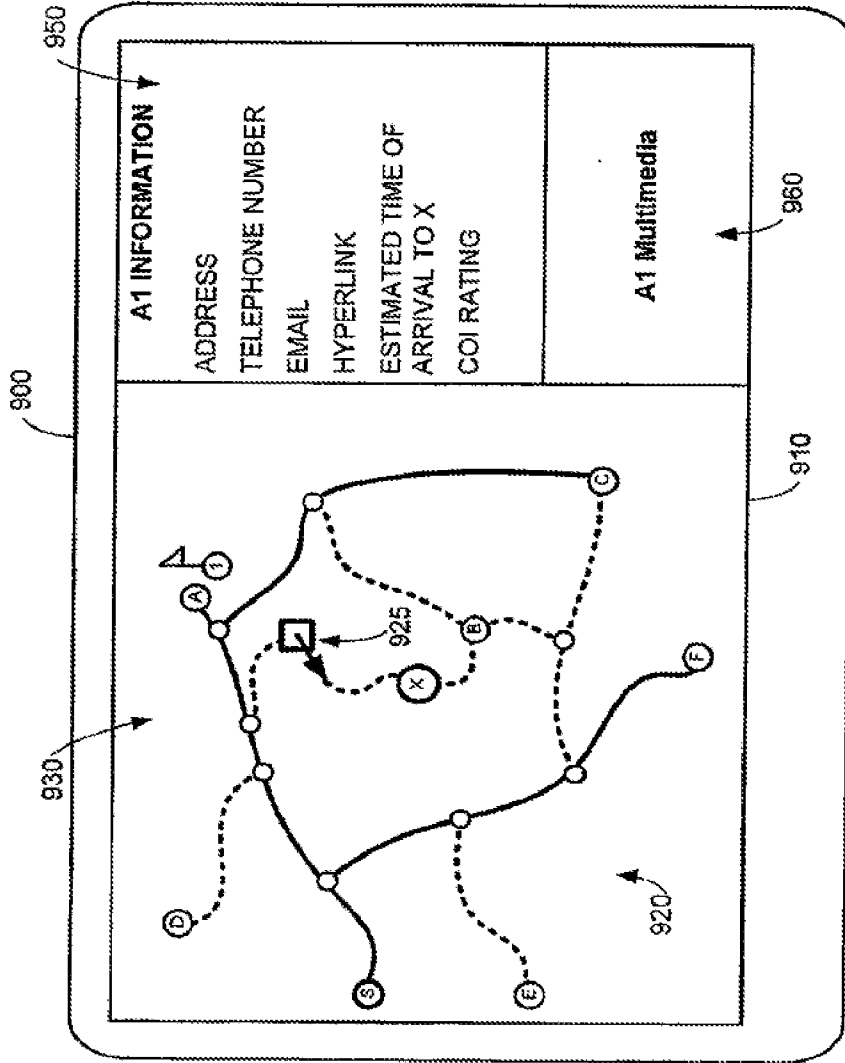 900
950
A1 INFORMATION
ADDRESS
TELEPHONE NUMBER
EMAIL
HYPERLINK
ESTIMATED TIME OF
ARRIVAL TO X
COI RATING
A1 Multimedia
960
930
D
A
1
925
S
X
B
C
E
F
920
910